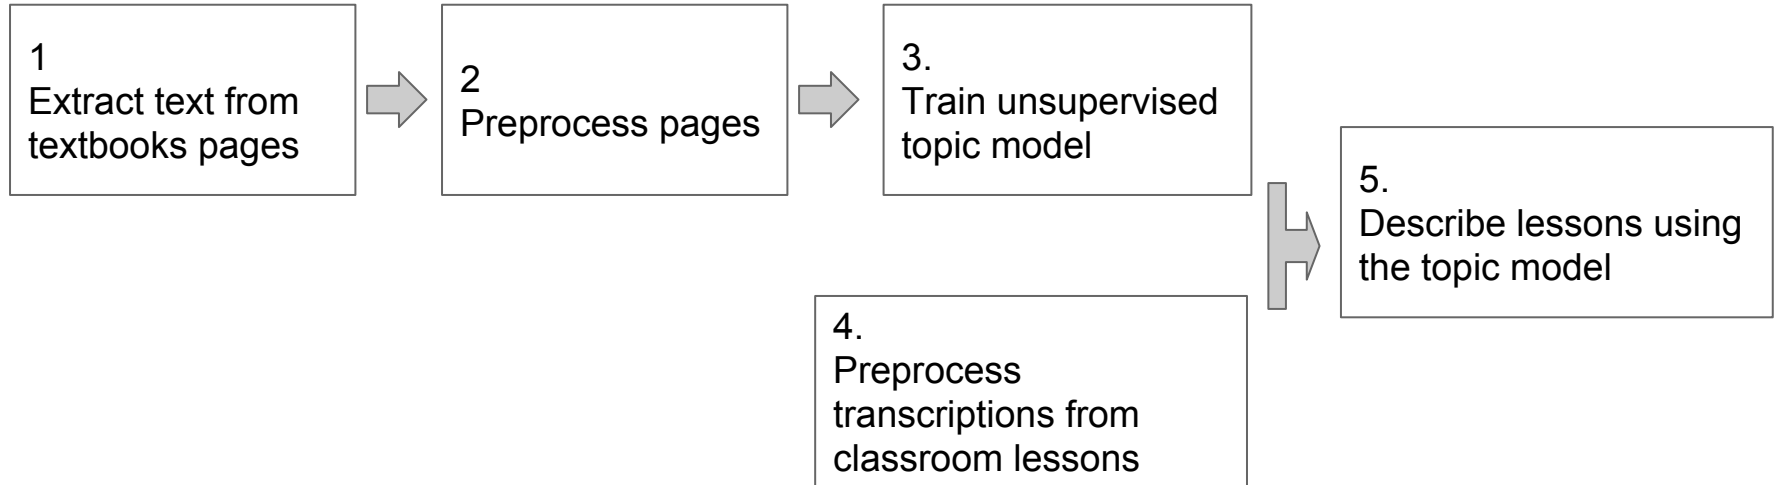 1
Extract text from
textbooks pages
2
Preprocess pages
3.
Train unsupervised
topic model
4.
Preprocess
transcriptions from
classroom lessons
5.
Describe lessons using
the topic model